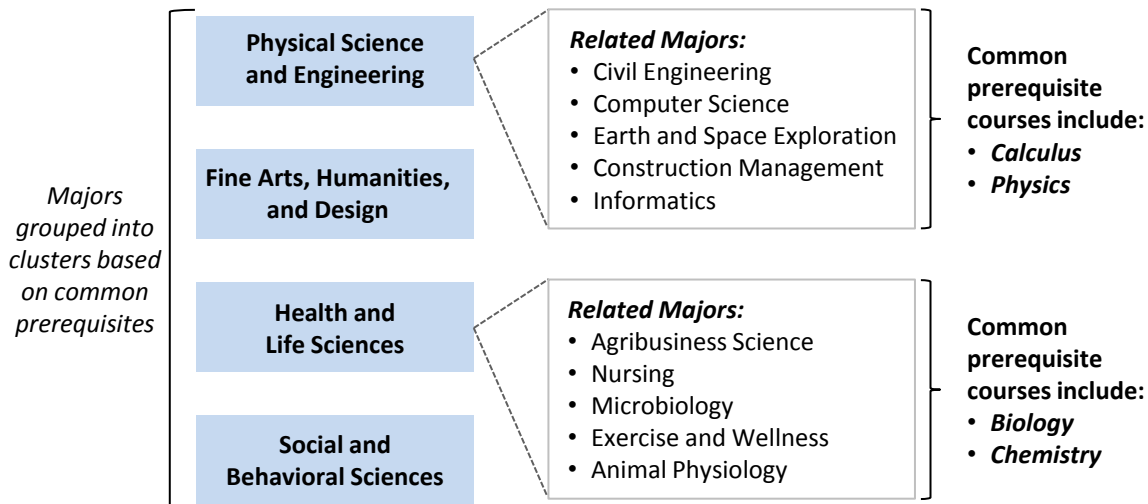 Majors
grouped into
clusters based
on common
prerequisites
Physical Science
and Engineering
Fine Arts, Humanities,
and Design
Health and
Life Sciences
Social and
Behavioral Sciences
Related Majors:
• Civil Engineering
• Computer Science
• Earth and Space Exploration
• Construction Management
• Informatics
Common
prerequisite
courses include:
• Calculus
• Physics
Related Majors:
• Agribusiness Science
• Nursing
• Microbiology
• Exercise and Wellness
• Animal Physiology
Common
prerequisite
courses include:
• Biology
• Chemistry